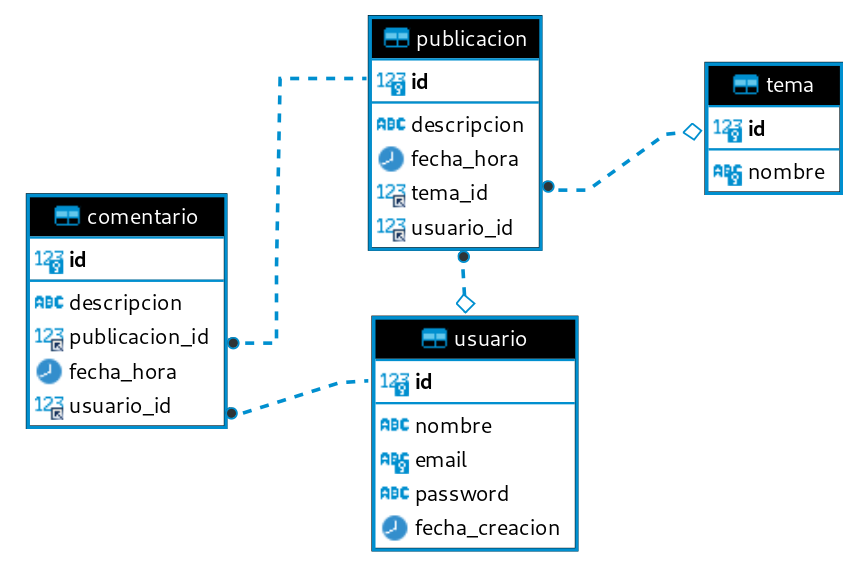 publicacion
123 id
ABC descripcion
fecha_hora
123 tema_id
123 usuario_id
tema
123 id
ABC nombre
comentario
123 id
ABC descripcion
123 publicacion_id
fecha_hora
123 usuario_id
usuario
123 id
ABC nombre
ABC email
ABC password
fecha_creacion